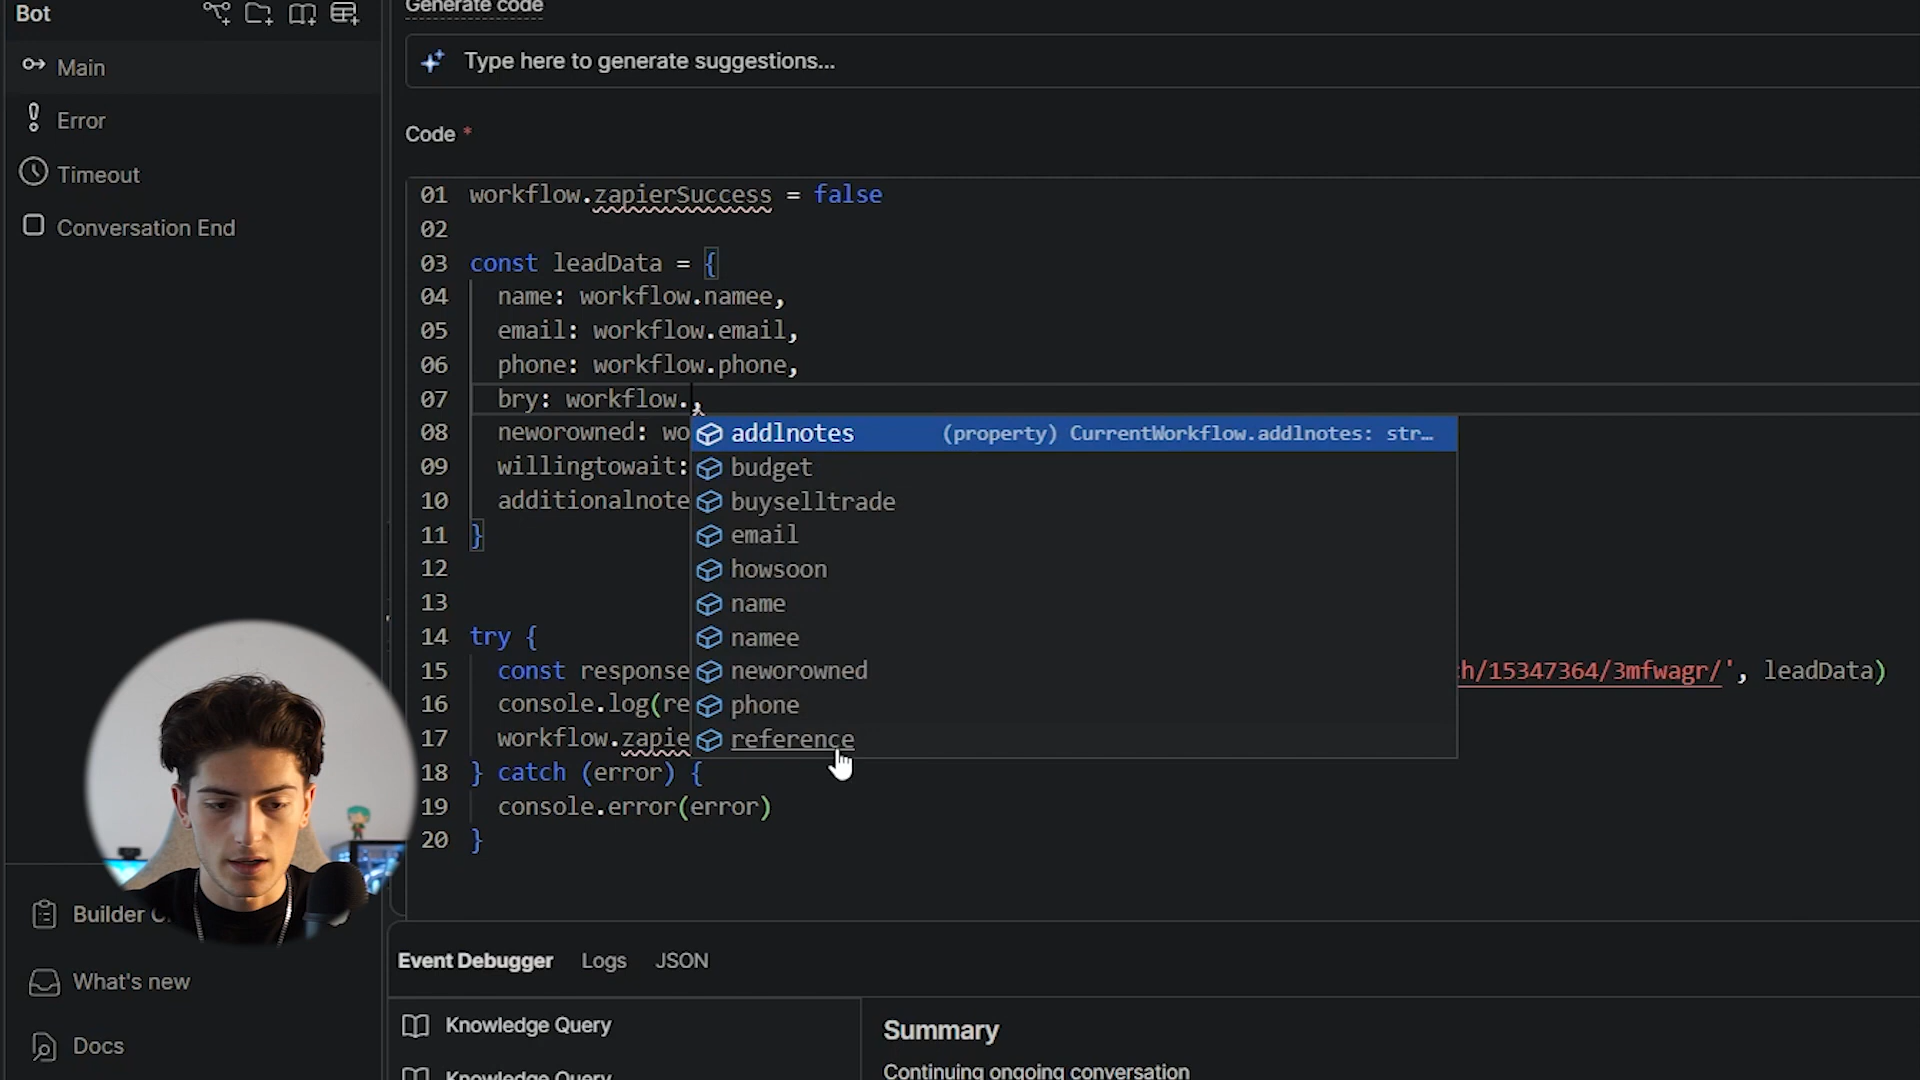 Bot
Main
Error
Timeout
Conversation End
Builder
What's new
Docs
Generate code
Type here to generate suggestions...
Code *
01 workflow.zapierSuccess = false
02
03 const leadData = {
04 name: workflow.namee,
05 email: workflow.email,
06 phone: workflow.phone,
07 bry: workflow.,
08 neworowned: wo
09 willingtowait:
10 additionalnote
11 }
12
13
14 try {
15 const response
16 console.log(re
17 workflow.zapie
18 } catch (error) {
19 console.error(error)
20 }
addlnotes (property) CurrentWorkflow.addlnotes: str…
budget
buyselltrade
email
howsoon
name
namee
neworowned
phone
reference
h/15347364/3mfwagr/', leadData)
Event Debugger Logs JSON
Knowledge Query
Knowledge Query
Summary
Continuing ongoing conversation